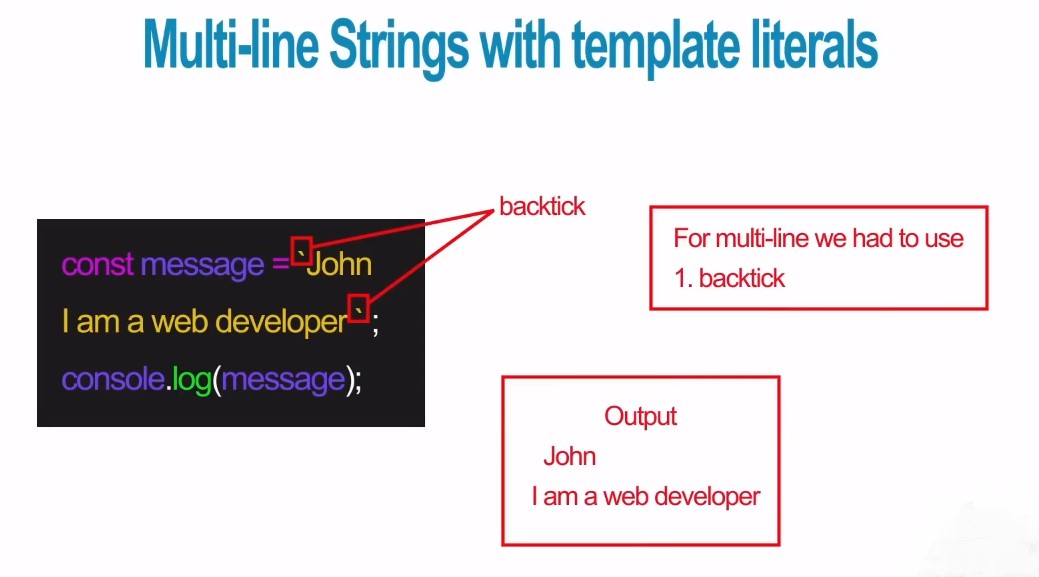 Multi-line Strings with template literals
backtick
const message = `John
I am a web developer ` ;
console.log(message);
For multi-line we had to use
1. backtick
Output
John
I am a web developer